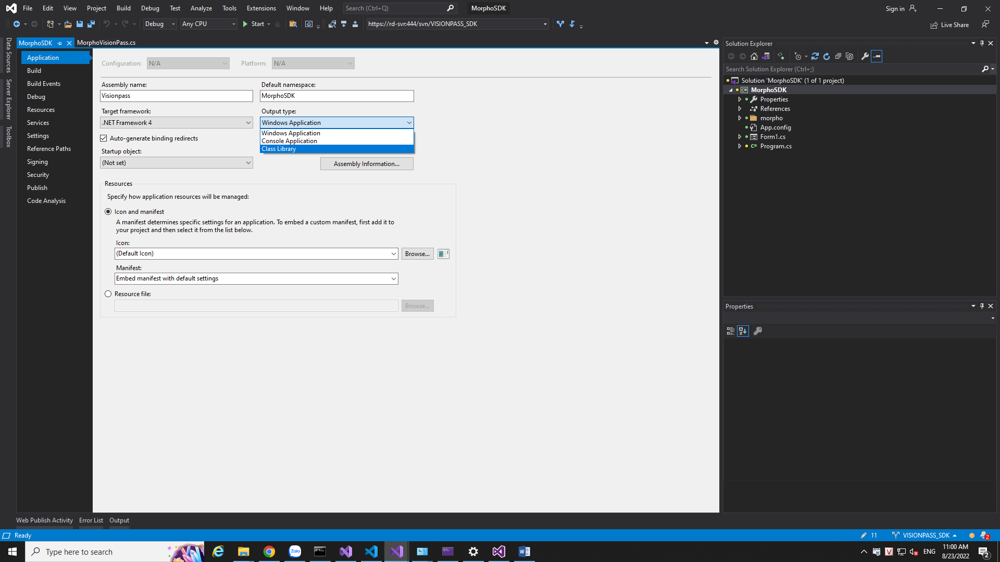 File Edit View Project Build Debug Test Analyze Tools Extensions Window Help Search (Ctrl+Q) MorphoSDK Sign in
Debug Any CPU Start https://rd-svr:444/svn/VISIONPASS_SDK Live Share
Data Sources
Server Explorer
Toolbox
MorphoSDK MorphoVisionPass.cs
Application
Build
Build Events
Debug
Resources
Services
Settings
Reference Paths
Signing
Security
Publish
Code Analysis
Configuration: N/A Platform: N/A
Assembly name: Default namespace:
Visionpass MorphoSDK
Target framework: Output type:
.NET Framework 4 Windows Application
Windows Application
Console Application
Class Library
Auto-generate binding redirects
Startup object:
(Not set) Assembly Information...
Resources
Specify how application resources will be managed:
Icon and manifest
A manifest determines specific settings for an application. To embed a custom manifest, first add it to
your project and then select it from the list below.
Icon:
(Default Icon) Browse...
Manifest:
Embed manifest with default settings
Resource file:
Browse...
Solution Explorer
Search Solution Explorer (Ctrl+;)
Solution 'MorphoSDK' (1 of 1 project)
C# MorphoSDK
Properties
References
morpho
App.config
Form1.cs
C# Program.cs
Properties
Web Publish Activity Error List Output
Ready 11 VISIONPASS_SDK 2
Type here to search Zalo V ENG 11:00 AM
8/23/2022 2